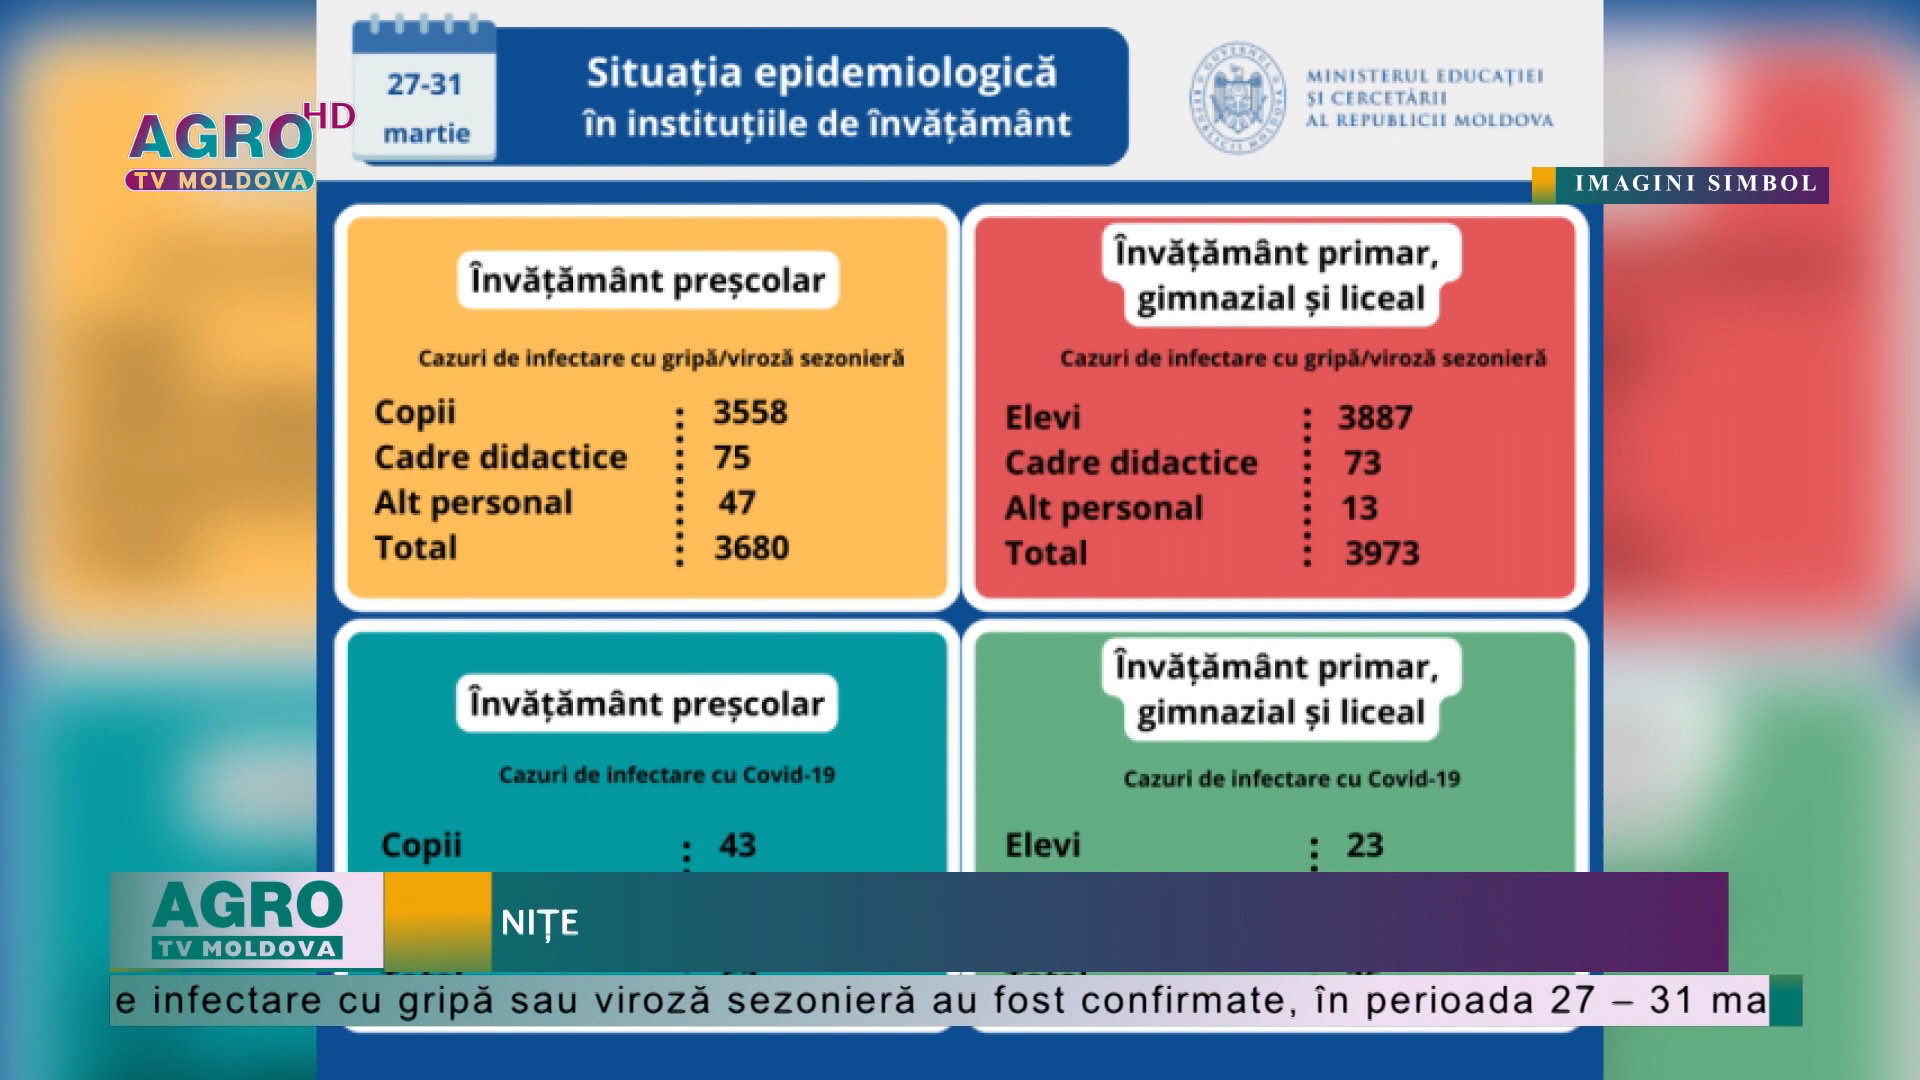 27-31
martie
Situația epidemiologică
în instituțiile de învățământ
GUVERNUL REPUBLICII MOLDOVA
MINISTERUL EDUCAȚIEI
ȘI CERCETĂRII
AL REPUBLICII MOLDOVA
AGRO HD
TV MOLDOVA
IMAGINI SIMBOL
Învățământ preșcolar
Cazuri de infectare cu gripă/viroză sezonieră
Copii 3558
Cadre didactice 75
Alt personal 47
Total 3680
Învățământ primar,
gimnazial și liceal
Cazuri de infectare cu gripă/viroză sezonieră
Elevi 3887
Cadre didactice 73
Alt personal 13
Total 3973
Învățământ preșcolar
Cazuri de infectare cu Covid-19
Copii 43
Învățământ primar,
gimnazial și liceal
Cazuri de infectare cu Covid-19
Elevi 23
AGRO
TV MOLDOVA
NIȚE
e infectare cu gripă sau viroză sezonieră au fost confirmate, în perioada 27 – 31 ma